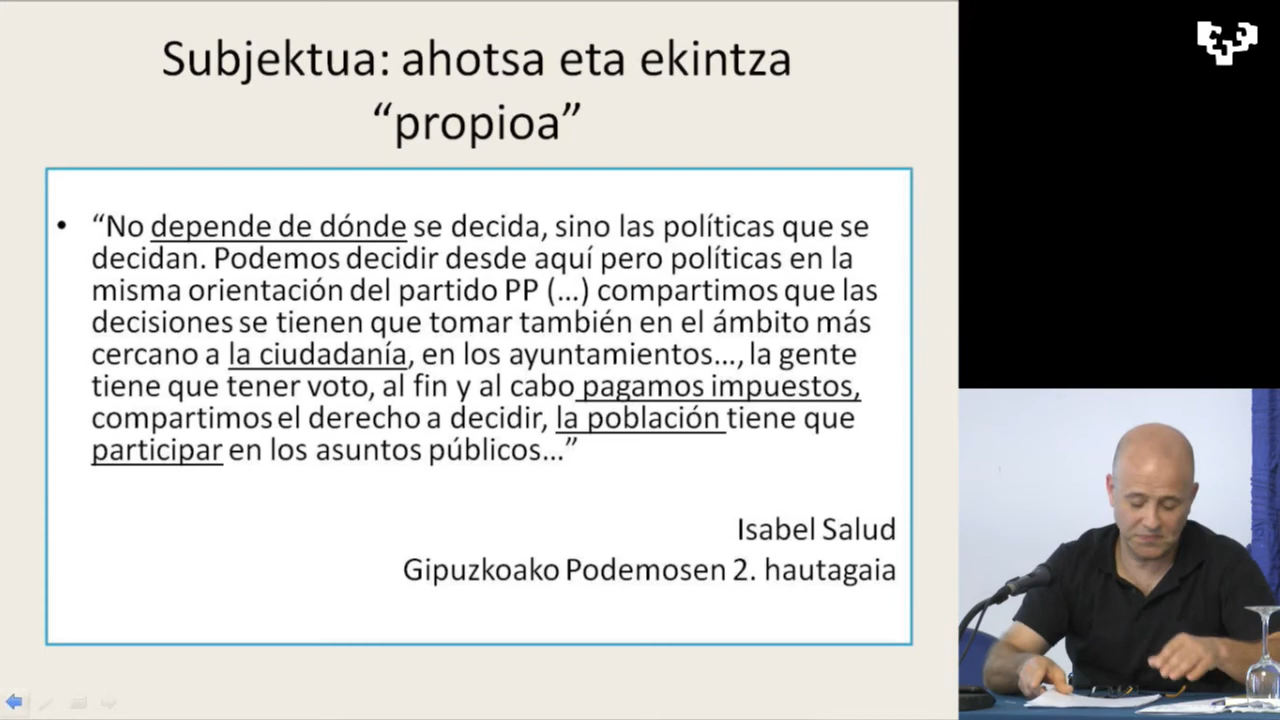 Subjektua: ahotsa eta ekintza
“propioa”
• “No depende de dónde se decida, sino las políticas que se
decidan. Podemos decidir desde aquí pero políticas en la
misma orientación del partido PP (...) compartimos que las
decisiones se tienen que tomar también en el ámbito más
cercano a la ciudadanía, en los ayuntamientos..., la gente
tiene que tener voto, al fin y al cabo pagamos impuestos,
compartimos el derecho a decidir, la población tiene que
participar en los asuntos públicos...”
Isabel Salud
Gipuzkoako Podemosen 2. hautagaia